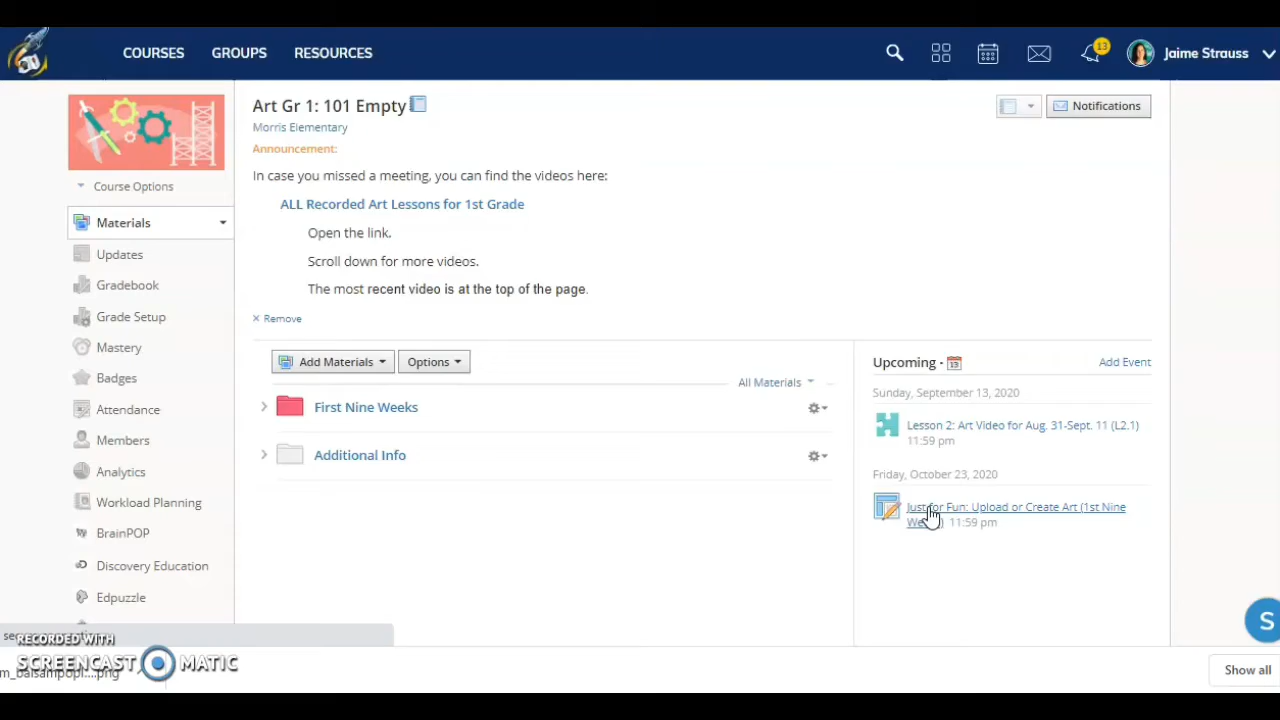 COURSES GROUPS RESOURCES 13 Jaime Strauss
Art Gr 1: 101 Empty
Notifications
Morris Elementary
Announcement:
Course Options
In case you missed a meeting, you can find the videos here:
ALL Recorded Art Lessons for 1st Grade
Open the link.
Scroll down for more videos.
The most recent video is at the top of the page.
× Remove
Materials
Updates
Gradebook
Grade Setup
Mastery
Badges
Attendance
Members
Analytics
Workload Planning
BrainPOP
Discovery Education
Edpuzzle
Add Materials Options
All Materials
First Nine Weeks
Additional Info
Upcoming · 13 Add Event
Sunday, September 13, 2020
Lesson 2: Art Video for Aug. 31-Sept. 11 (L2.1)
11:59 pm
Friday, October 23, 2020
Just for Fun: Upload or Create Art (1st Nine
11:59 pm
S
RECORDED WITH
SCREENCAST MATIC
Show all